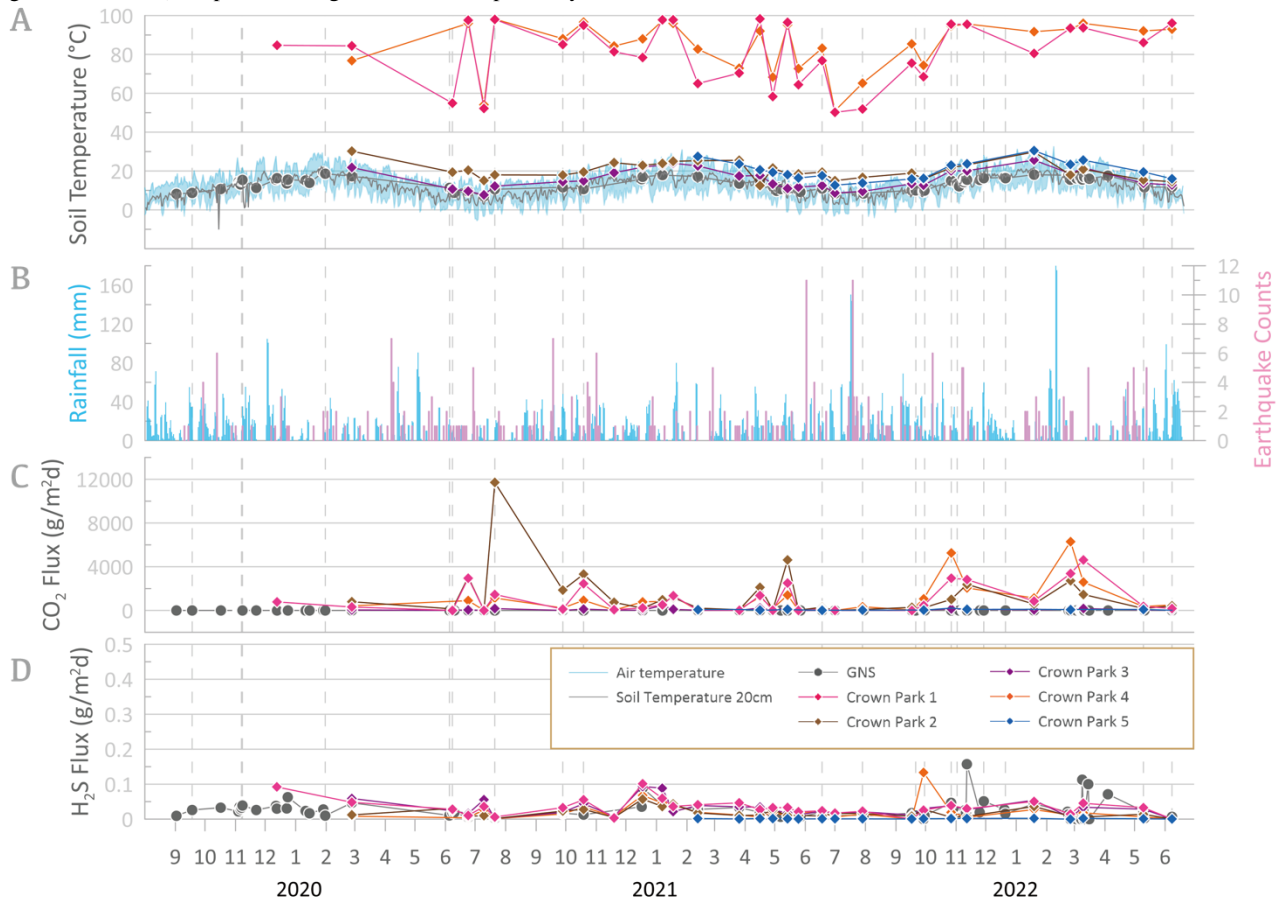 A
Soil Temperature (°C)
100
80
60
40
20
0
B
Rainfall (mm)
160
120
80
40
0
12
10
8
6
4
2
0
Earthquake Counts
C
CO2 Flux (g/m²d)
12000
8000
4000
0
D
H2S Flux (g/m²d)
0.5
0.4
0.3
0.2
0.1
0
Air temperature
GNS
Crown Park 3
Soil Temperature 20cm
Crown Park 1
Crown Park 4
Crown Park 2
Crown Park 5
9 10 11 12 1 2 3 4 5 6 7 8 9 10 11 12 1 2 3 4 5 6 7 8 9 10 11 12 1 2 3 4 5 6
2020 2021 2022